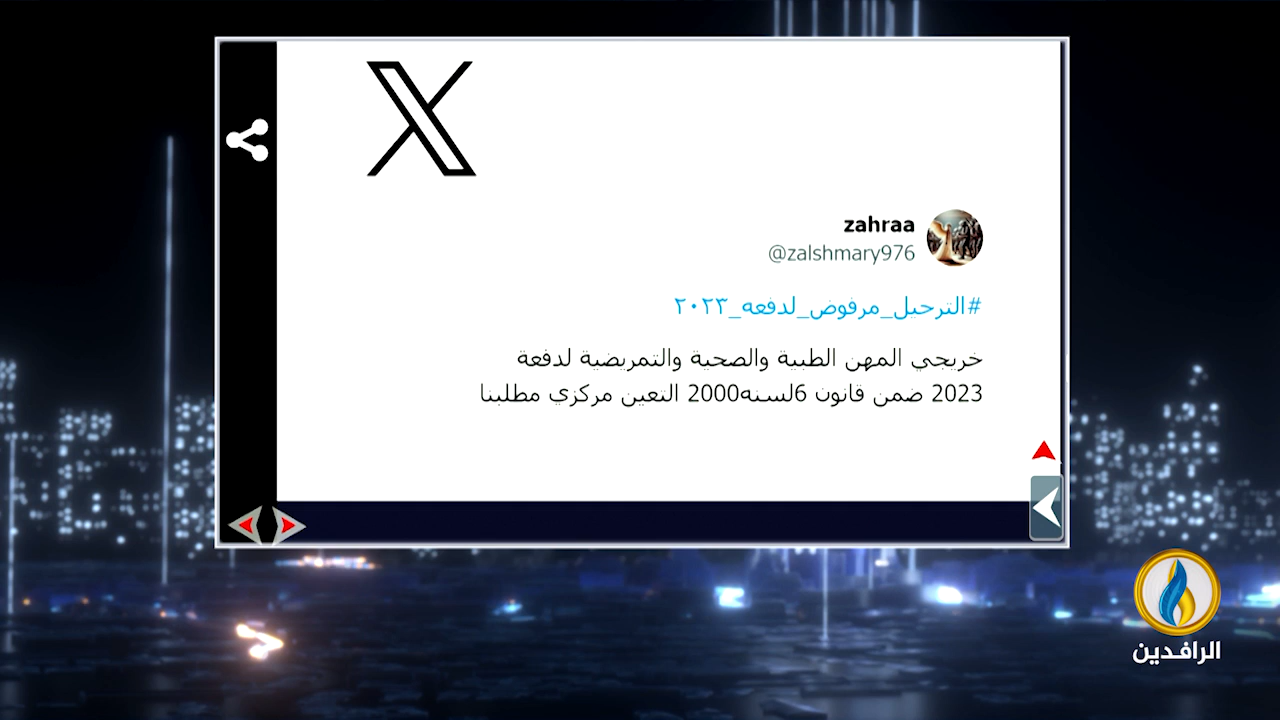 zahraa
@zalshmary976
#الترحيل_مرفوض_لدفعه_٢٠٢٣
خريجي المهن الطبية والصحية والتمريضية لدفعة
2023 ضمن قانون 6لسنه2000 التعين مركزي مطلبنا
الرافدين